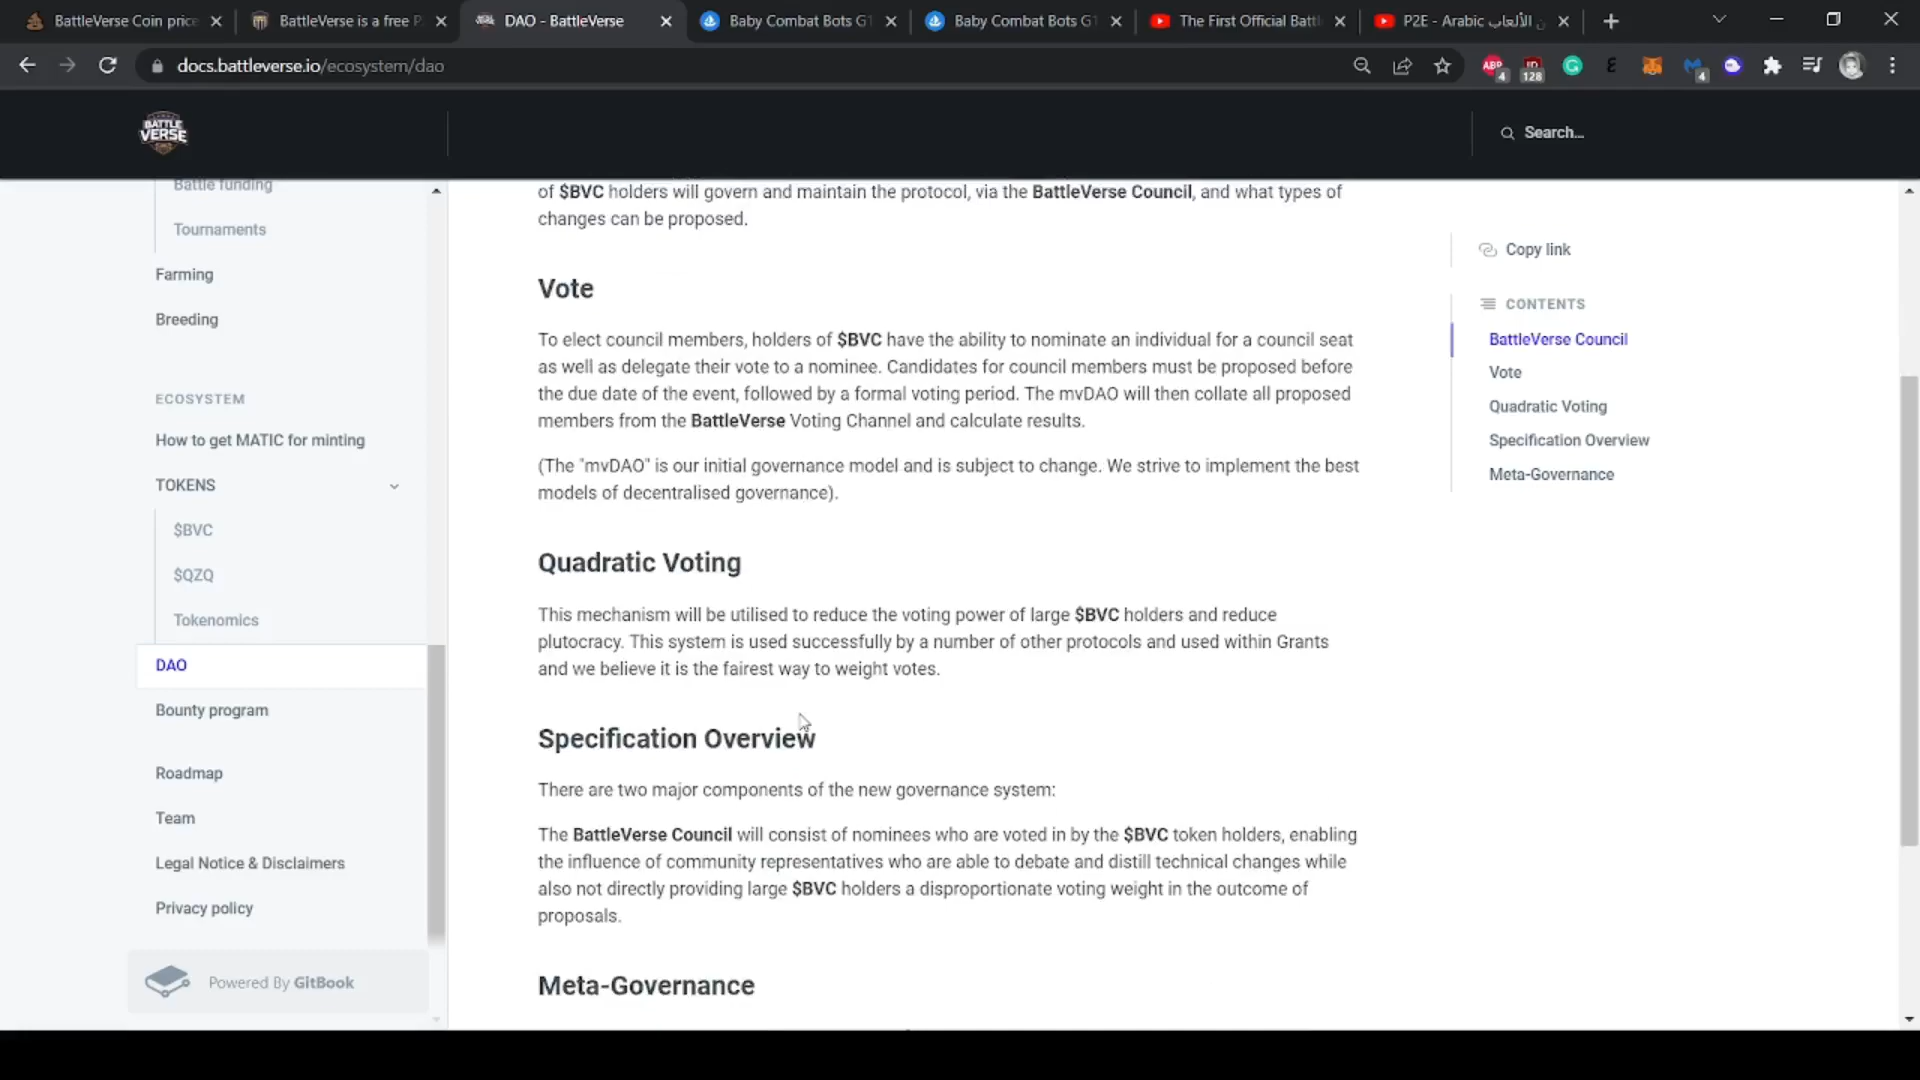 BattleVerse Coin price
BattleVerse is a free P
DAO - BattleVerse
Baby Combat Bots G1
Baby Combat Bots G1
The First Official Battl
P2E - Arabic ن الألعاب
docs.battleverse.io/ecosystem/dao
ABP
4
128
4
BATTLE
VERSE
Search...
Battle funding
Tournaments
Farming
Breeding
ECOSYSTEM
How to get MATIC for minting
TOKENS
$BVC
$QZQ
Tokenomics
DAO
Bounty program
Roadmap
Team
Legal Notice & Disclaimers
Privacy policy
Powered By GitBook
of $BVC holders will govern and maintain the protocol, via the BattleVerse Council, and what types of
changes can be proposed.
Vote
To elect council members, holders of $BVC have the ability to nominate an individual for a council seat
as well as delegate their vote to a nominee. Candidates for council members must be proposed before
the due date of the event, followed by a formal voting period. The mvDAO will then collate all proposed
members from the BattleVerse Voting Channel and calculate results.
(The "mvDAO" is our initial governance model and is subject to change. We strive to implement the best
models of decentralised governance).
Quadratic Voting
This mechanism will be utilised to reduce the voting power of large $BVC holders and reduce
plutocracy. This system is used successfully by a number of other protocols and used within Grants
and we believe it is the fairest way to weight votes.
Specification Overview
There are two major components of the new governance system:
The BattleVerse Council will consist of nominees who are voted in by the $BVC token holders, enabling
the influence of community representatives who are able to debate and distill technical changes while
also not directly providing large $BVC holders a disproportionate voting weight in the outcome of
proposals.
Meta-Governance
Copy link
CONTENTS
BattleVerse Council
Vote
Quadratic Voting
Specification Overview
Meta-Governance